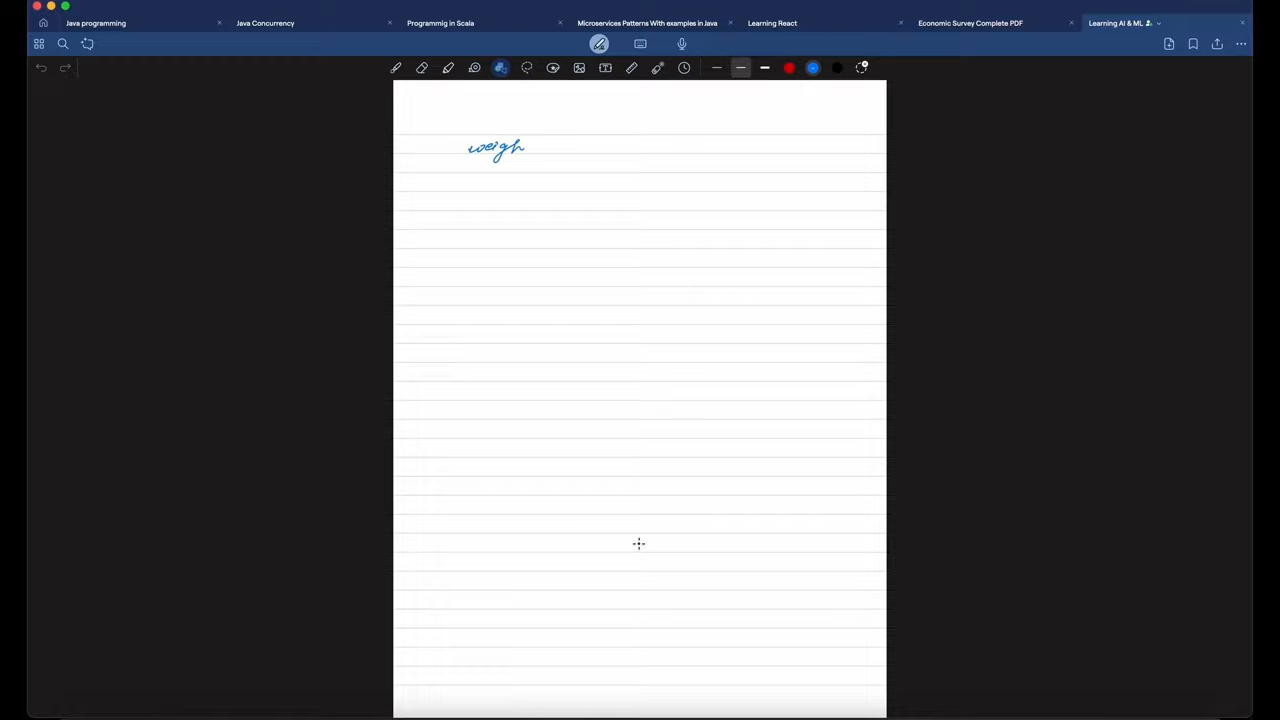 Java programming Java Concurrency Programmig in Scala Microservices Patterns With examples in Java Learning React Economic Survey Complete PDF Learning AI & ML
weigh